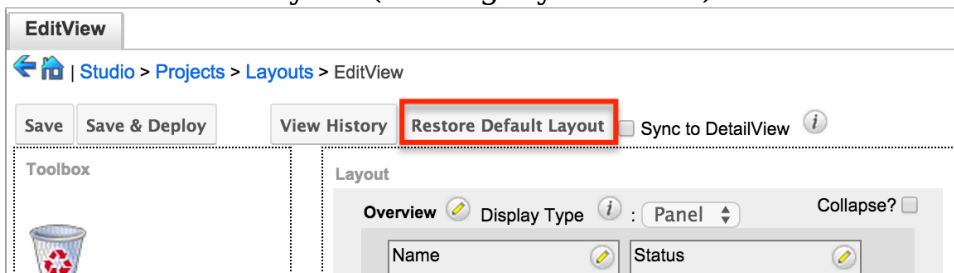 EditView
| Studio > Projects > Layouts > EditView
Save Save & Deploy View History Restore Default Layout Sync to DetailView i
Toolbox Layout
Overview Display Type i : Panel Collapse?
Name Status